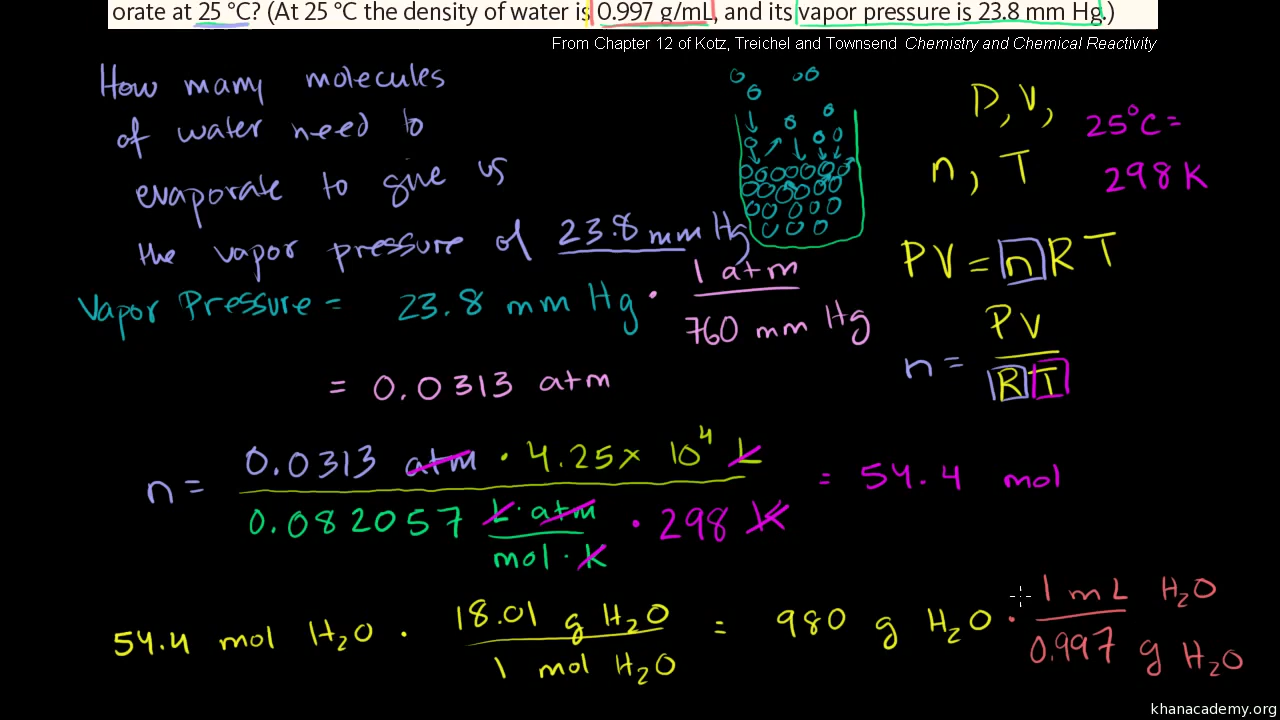 orate at 25 °C? (At 25 °C the density of water is 0.997 g/mL, and its vapor pressure is 23.8 mm Hg.)
From Chapter 12 of Kotz, Treichel and Townsend Chemistry and Chemical Reactivity
How many molecules
of water need to
evaporate to give us
the vapor pressure of 23.8 mm Hg
Vapor Pressure = 23.8 mm Hg · 1 atm
760 mm Hg
= 0.0313 atm
P, V,
n, T
25°C =
298 K
PV = nRT
n = PV
RT
n = 0.0313 atm · 4.25 × 10⁴ L
0.082057 L·atm
mol·K
· 298 K
= 54.4 mol
54.4 mol H₂O · 18.01 g H₂O
1 mol H₂O
= 980 g H₂O · 1 mL H₂O
0.997 g H₂O
khanacademy.org